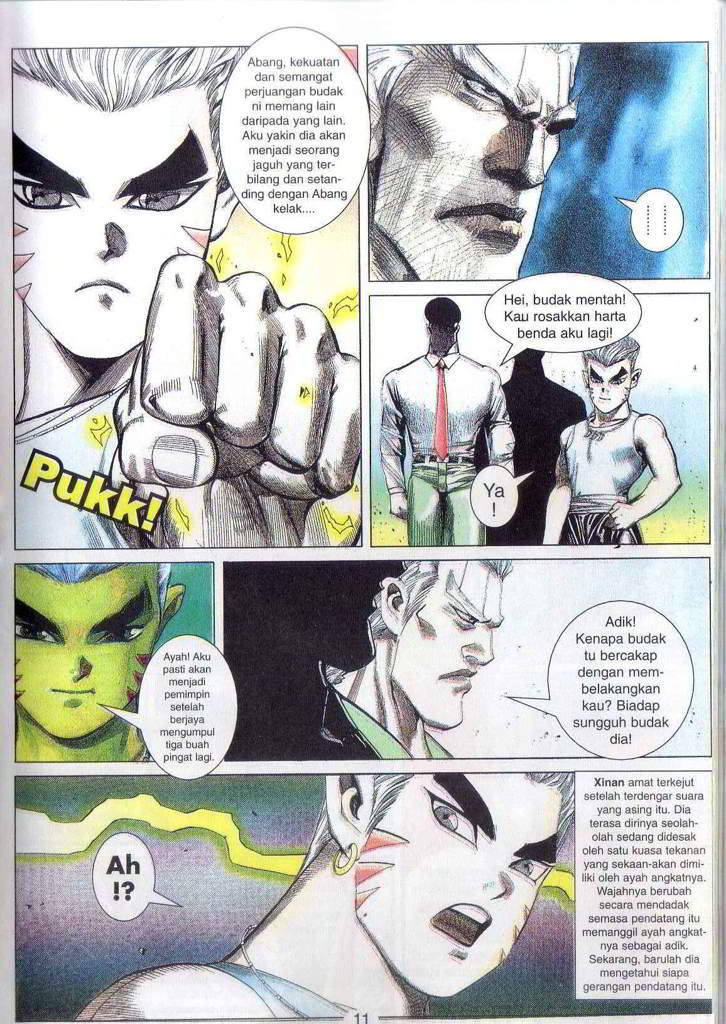 Abang, kekuatan
dan semangat
perjuangan budak
ni memang lain
daripada yang lain.
Aku yakin dia akan
menjadi seorang
jaguh yang ter-
bilang dan setan-
ding dengan Abang
kelak....
Pukk!
Hei, budak mentah!
Kau rosakkan harta
benda aku lagi!
Ya
!
Ayah! Aku
pasti akan
menjadi
pemimpin
setelah
berjaya
mengumpul
tiga buah
pingat lagi.
Adik!
Kenapa budak
tu bercakap
dengan mem-
belakangkan
kau? Biadap
sungguh budak
dia!
Ah
!?
Xinan amat terkejut
setelah terdengar suara
yang asing itu. Dia
terasa dirinya seolah-
olah sedang didesak
oleh satu kuasa tekanan
yang sekaan-akan dimi-
liki oleh ayah angkatnya.
Wajahnya berubah
secara mendadak
semasa pendatang itu
memanggil ayah angkat-
nya sebagai adik.
Sekarang, barulah dia
mengetahui siapa
gerangan pendatang itu.
11